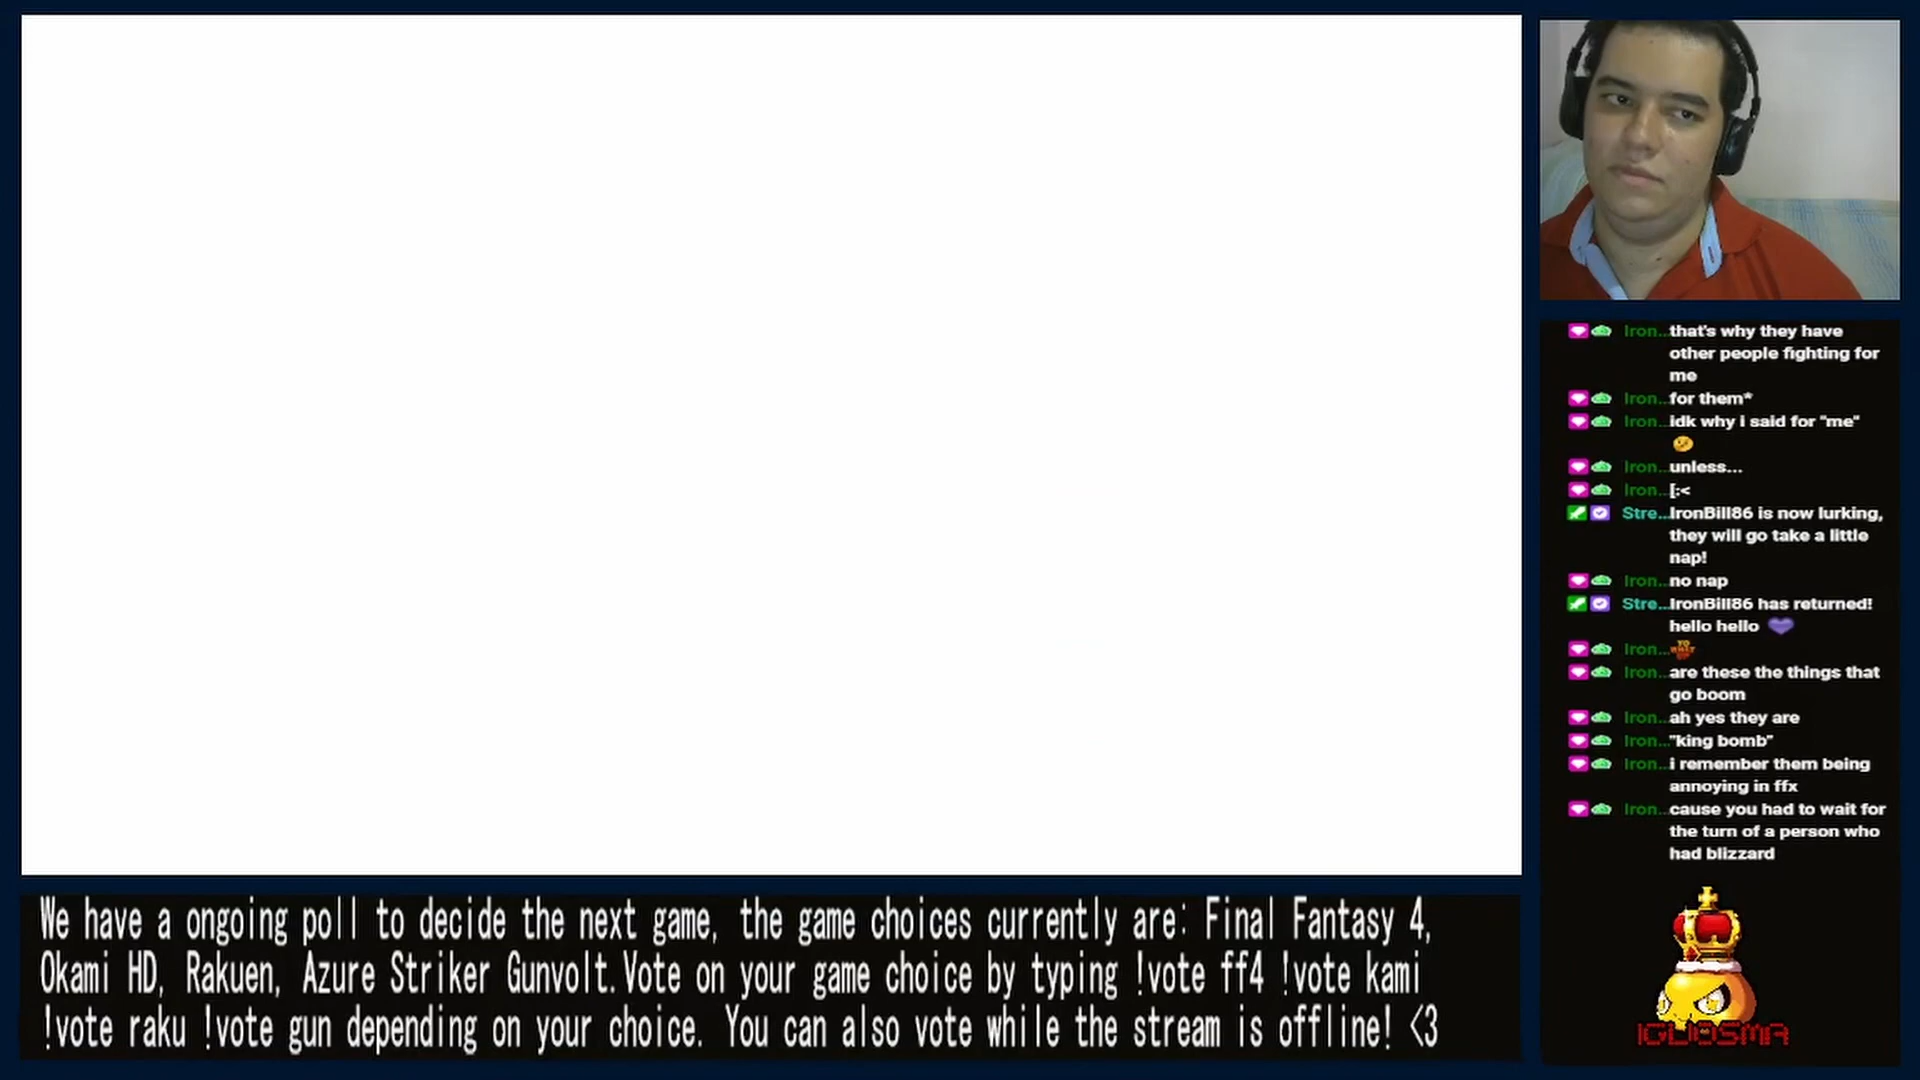 Iron...that's why they have
other people fighting for
me
Iron...for them*
Iron...idk why i said for "me"
Iron...unless...
Iron...[:<
Stre...IronBill86 is now lurking,
they will go take a little
nap!
Iron...no nap
Stre...IronBill86 has returned!
hello hello
Iron...
Iron...are these the things that
go boom
Iron...ah yes they are
Iron..."king bomb"
Iron...i remember them being
annoying in ffx
Iron...cause you had to wait for
the turn of a person who
had blizzard
We have a ongoing poll to decide the next game, the game choices currently are: Final Fantasy 4,
Okami HD, Rakuen, Azure Striker Gunvolt.Vote on your game choice by typing !vote ff4 !vote kami
!vote raku !vote gun depending on your choice. You can also vote while the stream is offline! <3